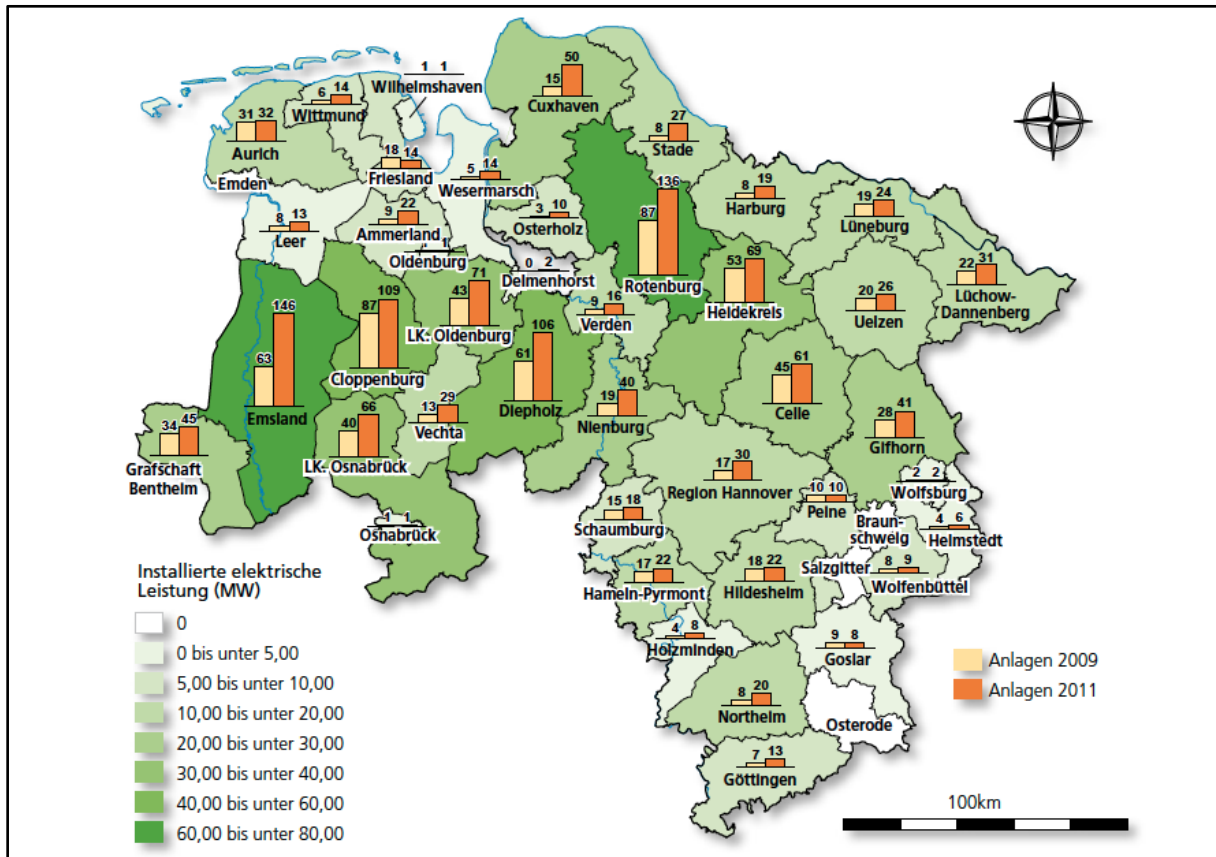 1 1
Wilhelmshaven
6 14
Wittmund
15 50
Cuxhaven
31 32
Aurich
8 27
Stade
18 14
Friesland
Emden
5 14
Wesermarsch
87 136
Rotenburg
8 19
Harburg
19 24
Lüneburg
8 13
Leer
9 22
Ammerland
3 10
Osterholz
1
Oldenburg
0 2
Delmenhorst
53 69
Heidekreis
22 31
Lüchow-
Dannenberg
20 26
Uelzen
63 146
Emsland
87 109
Cloppenburg
43 71
LK. Oldenburg
9 16
Verden
61 106
Diepholz
45 61
Celle
19 40
Nienburg
28 41
Gifhorn
34 45
Grafschaft
Bentheim
40 66
LK. Osnabrück
13 29
Vechta
17 30
Region Hannover
2 2
Wolfsburg
10 10
Peine
Braun-
schweig
4 6
Helmstedt
1 1
Osnabrück
15 18
Schaumburg
Salzgitter
8 9
Wolfenbüttel
17 22
Hameln-Pyrmont
18 22
Hildesheim
4 8
Holzminden
9 8
Goslar
8 20
Northeim
Osterode
7 13
Göttingen
Installierte elektrische
Leistung (MW)
0
0 bis unter 5,00
5,00 bis unter 10,00
10,00 bis unter 20,00
20,00 bis unter 30,00
30,00 bis unter 40,00
40,00 bis unter 60,00
60,00 bis unter 80,00
Anlagen 2009
Anlagen 2011
100km